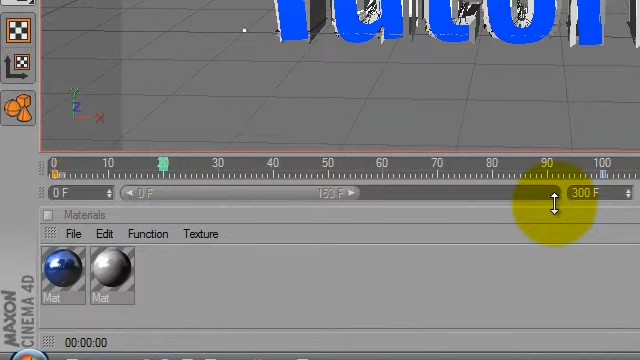 Tutor
Y
Z
X
0 10 20 30 40 50 60 70 80 90 100
0 F 0 F 153 F 300 F
Materials
File Edit Function Texture
Mat Mat
MAXON
CINEMA 4D
00:00:00